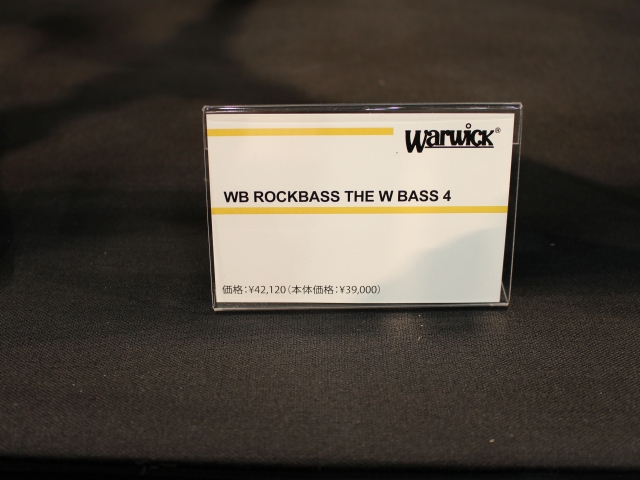 Warwick®
WB ROCKBASS THE W BASS 4
価格:¥42,120(本体価格:¥39,000)